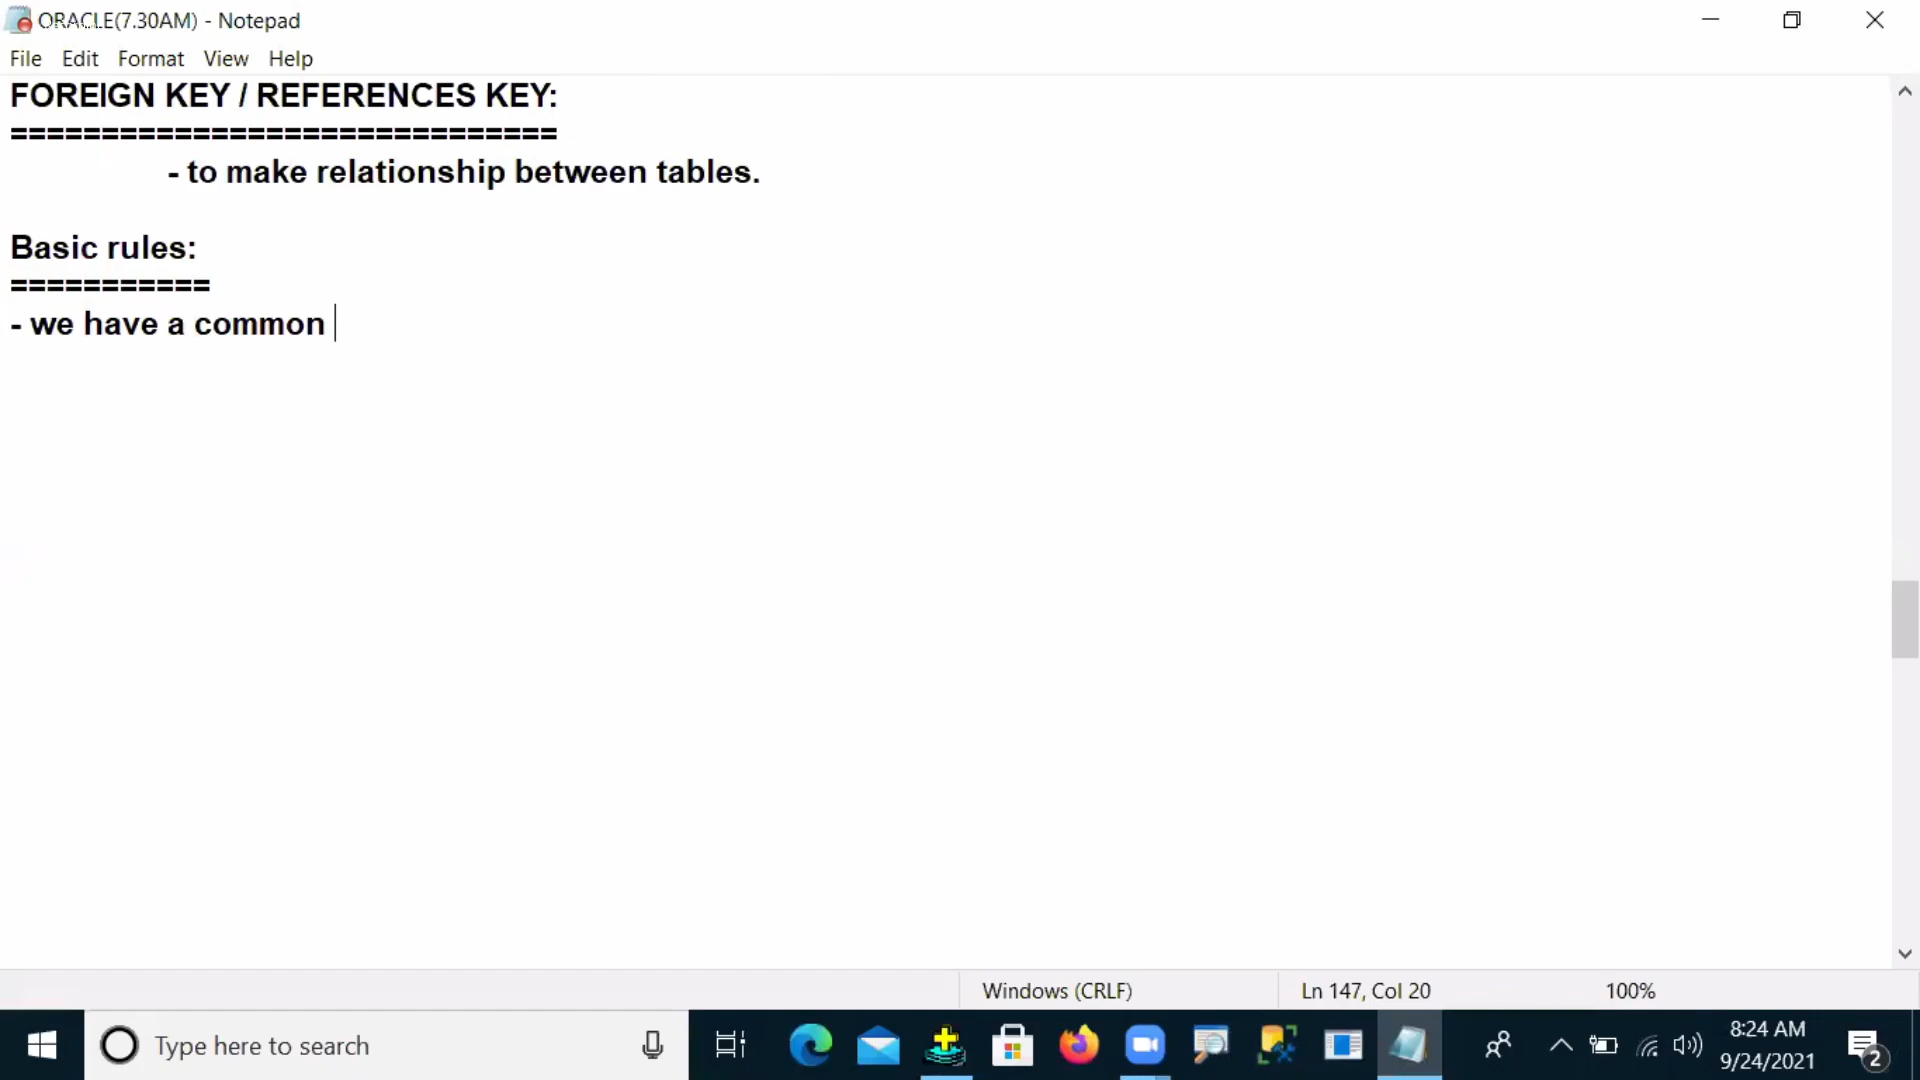 ORACLE(7.30AM) - Notepad
File Edit Format View Help
FOREIGN KEY / REFERENCES KEY:
==============================
- to make relationship between tables.
Basic rules:
===========
- we have a common
Windows (CRLF) Ln 147, Col 20 100%
Type here to search
8:24 AM
9/24/2021
2